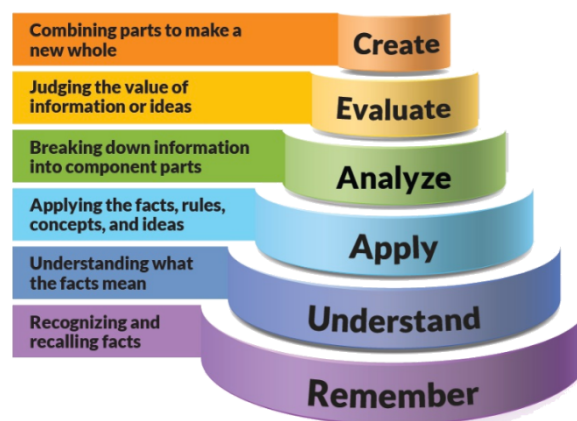 Combining parts to make a
new whole
Create
Judging the value of
information or ideas
Evaluate
Breaking down information
into component parts
Analyze
Applying the facts, rules,
concepts, and ideas
Apply
Understanding what
the facts mean
Understand
Recognizing and
recalling facts
Remember